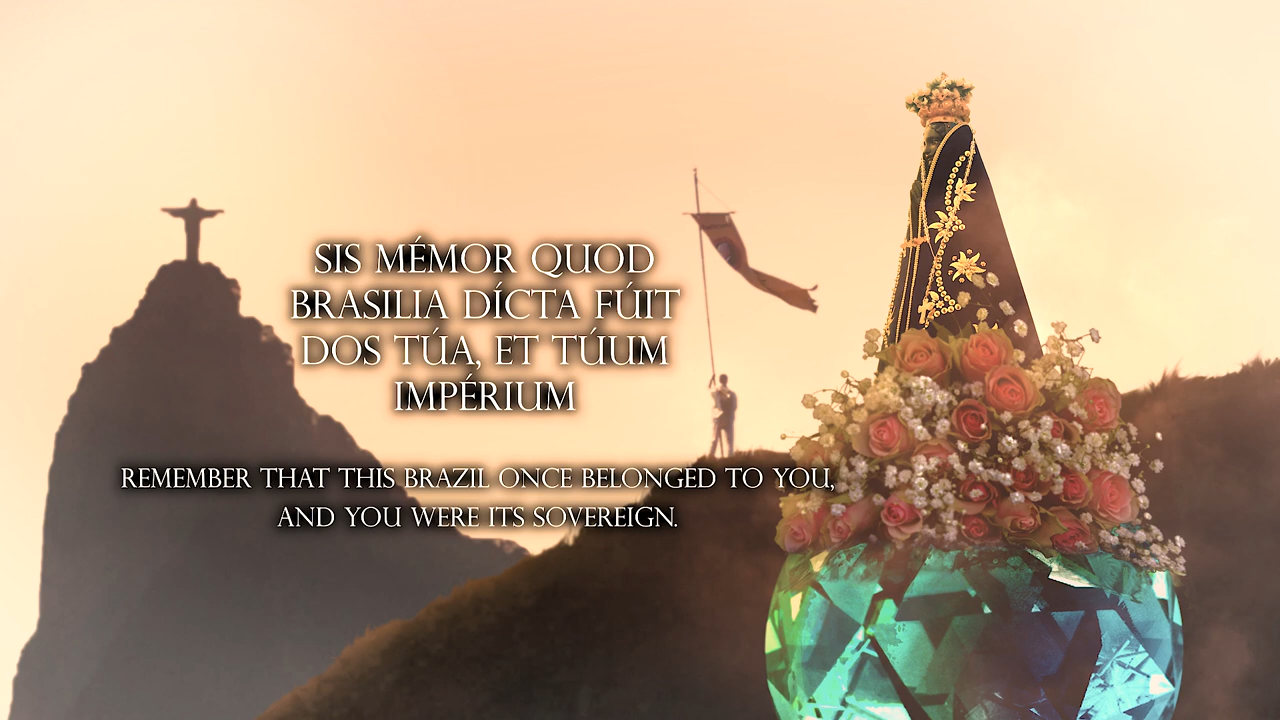 SIS MÉMOR QUOD
BRASILIA DÍCTA FÚIT
DOS TÚA, ET TÚUM
IMPÉRIUM
REMEMBER THAT THIS BRAZIL ONCE BELONGED TO YOU,
AND YOU WERE ITS SOVEREIGN.